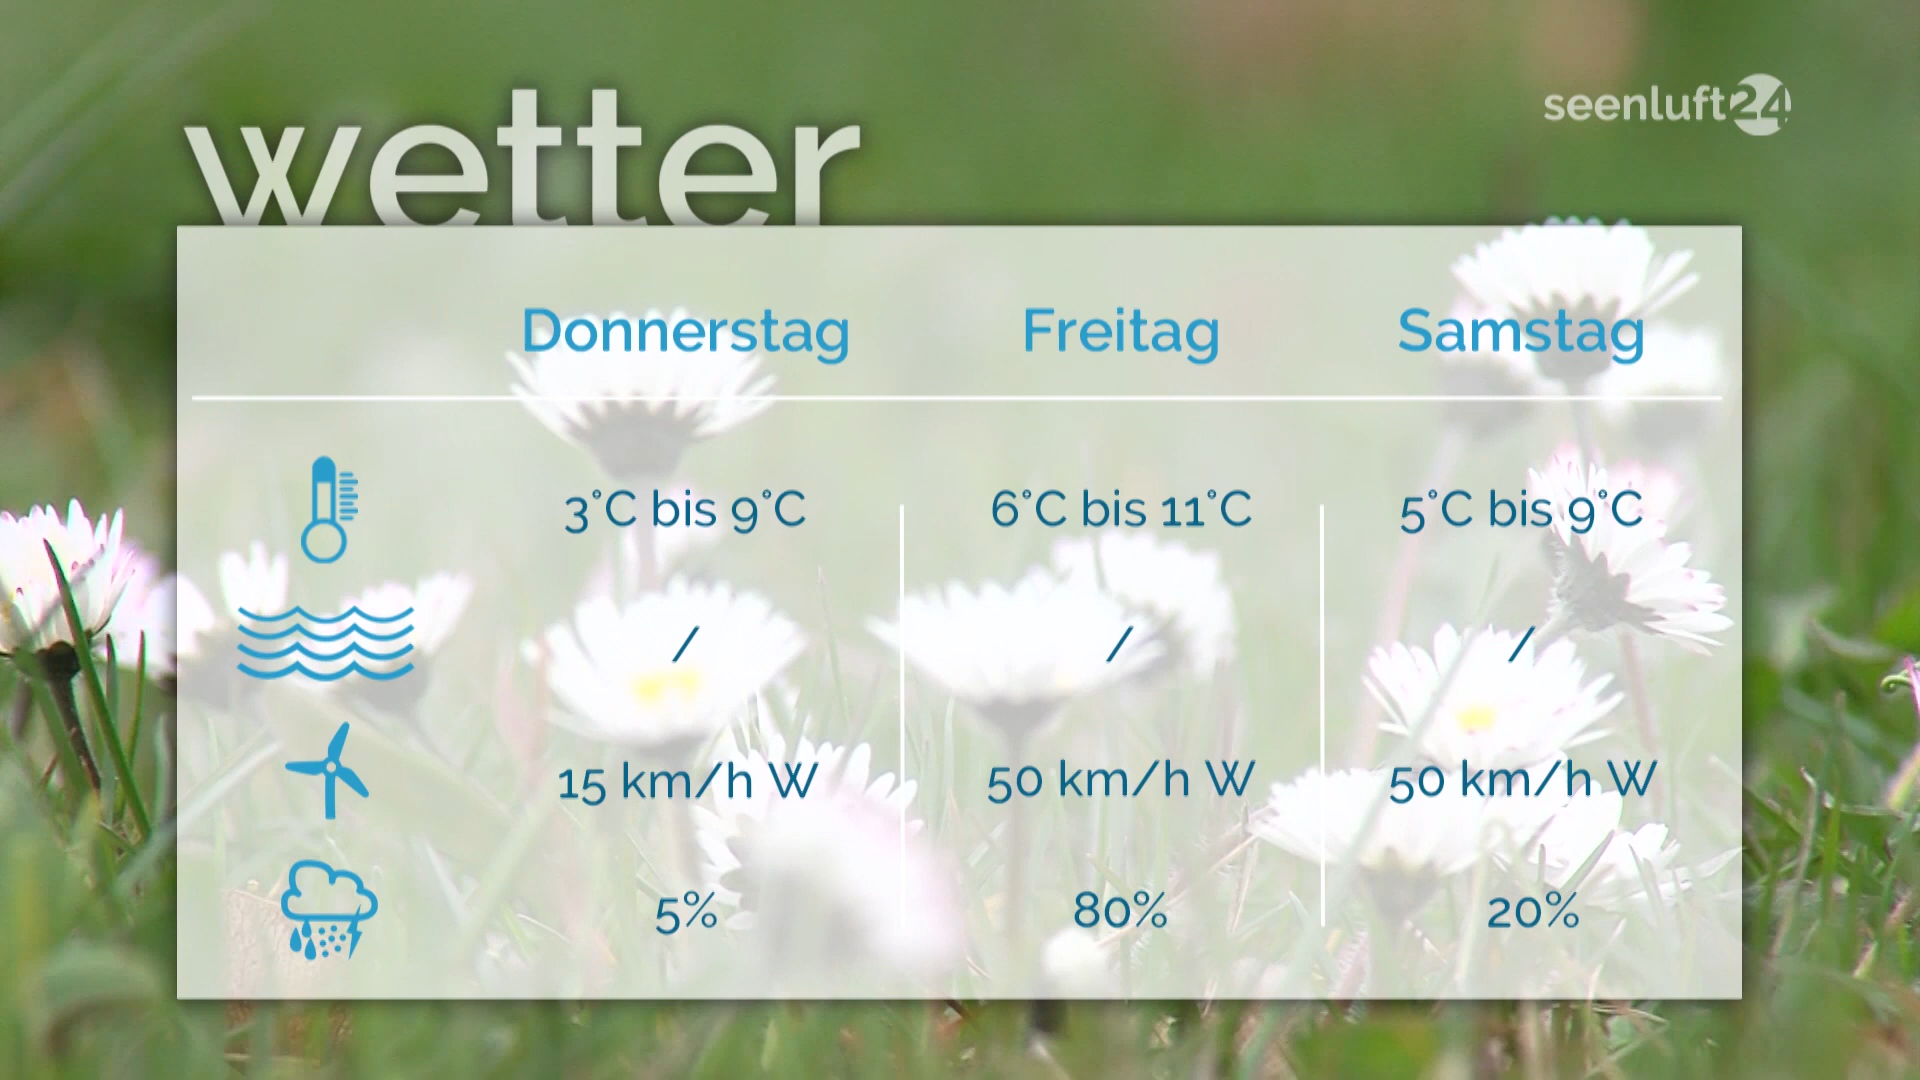 wetter
seenluft24
Donnerstag Freitag Samstag
3°C bis 9°C 6°C bis 11°C 5°C bis 9°C
/ / /
15 km/h W 50 km/h W 50 km/h W
5% 80% 20%